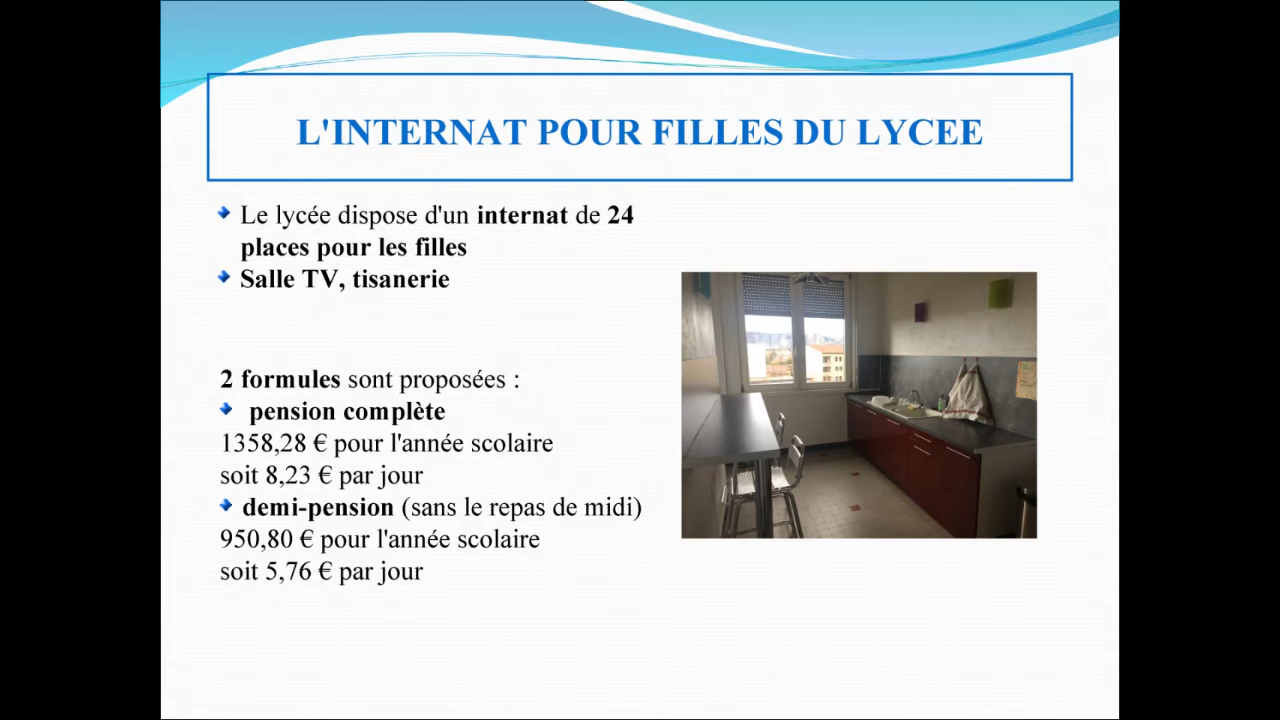 L'INTERNAT POUR FILLES DU LYCEE
Le lycée dispose d'un internat de 24
places pour les filles
Salle TV, tisanerie
2 formules sont proposées :
pension complète
1358,28 € pour l'année scolaire
soit 8,23 € par jour
demi-pension (sans le repas de midi)
950,80 € pour l'année scolaire
soit 5,76 € par jour